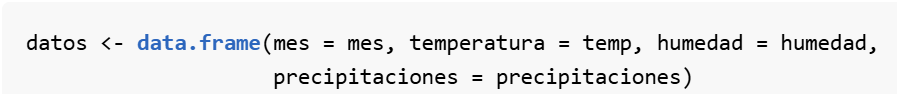 datos <- data.frame(mes = mes, temperatura = temp, humedad = humedad,
precipitaciones = precipitaciones)